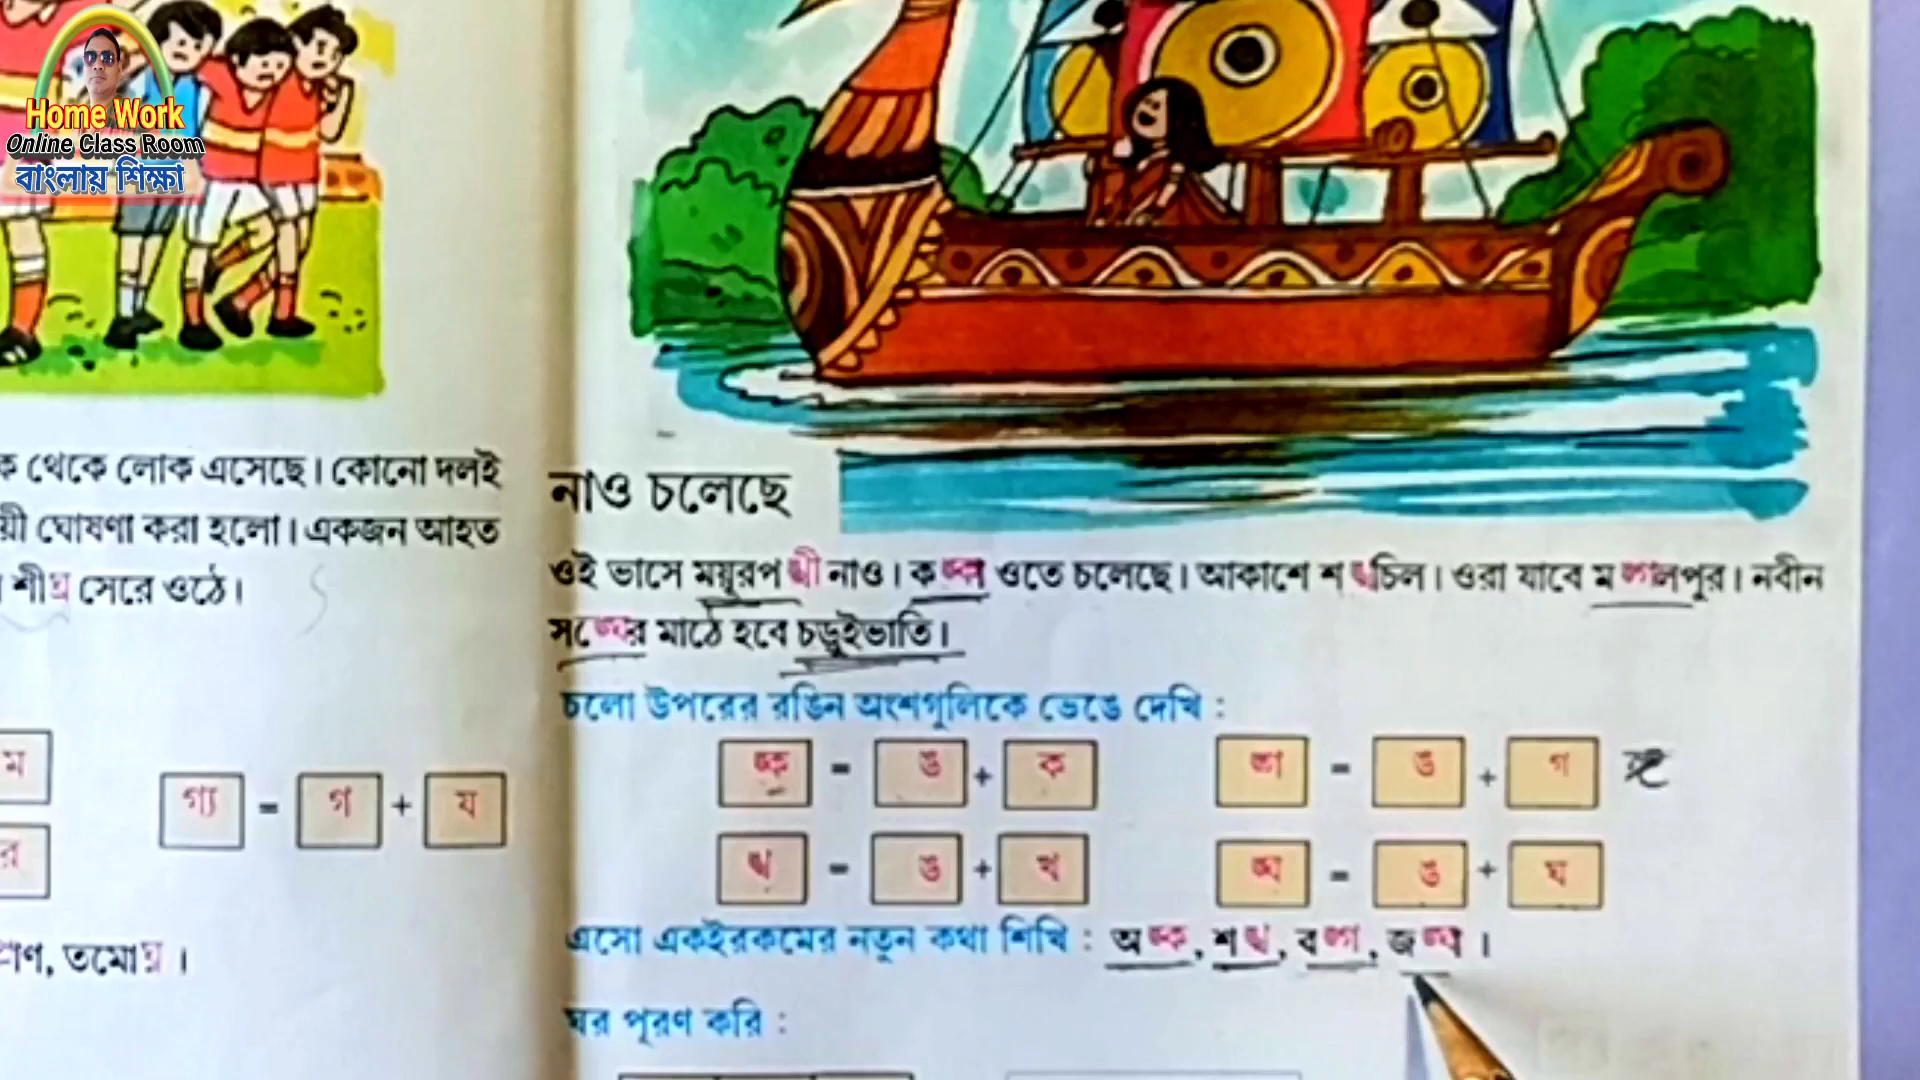 Home Work
Online Class Room
বাংলায় শিক্ষা
ক থেকে লোক এসেছে। কোনো দলই
য়ী ঘোষণা করা হলো। একজন আহত
শীঘ্র সেরে ওঠে।
ম
গ্য = গ + য
র
তমোঘ্ন।
নাও চলেছে
ওই ভাসে ময়ূরপঙ্খী নাও। কঙ্কা ওতে চলেছে। আকাশে শঙ্খচিল। ওরা যাবে মঙ্গলপুর। নবীন
সঙ্ঘের মাঠে হবে চড়ুইভাতি।
চলো উপরের রঙিন অংশগুলিকে ভেঙে দেখি :
ঙ্ক = ঙ + ক ঙ্গ = ঙ + গ ঙ্গ
ঙ্খ = ঙ + খ ঙ্ঘ = ঙ + ঘ
এসো একইরকমের নতুন কথা শিখি : অঙ্ক, শঙ্খ, বঙ্গ, জঙ্ঘা।
ঘর পূরণ করি :